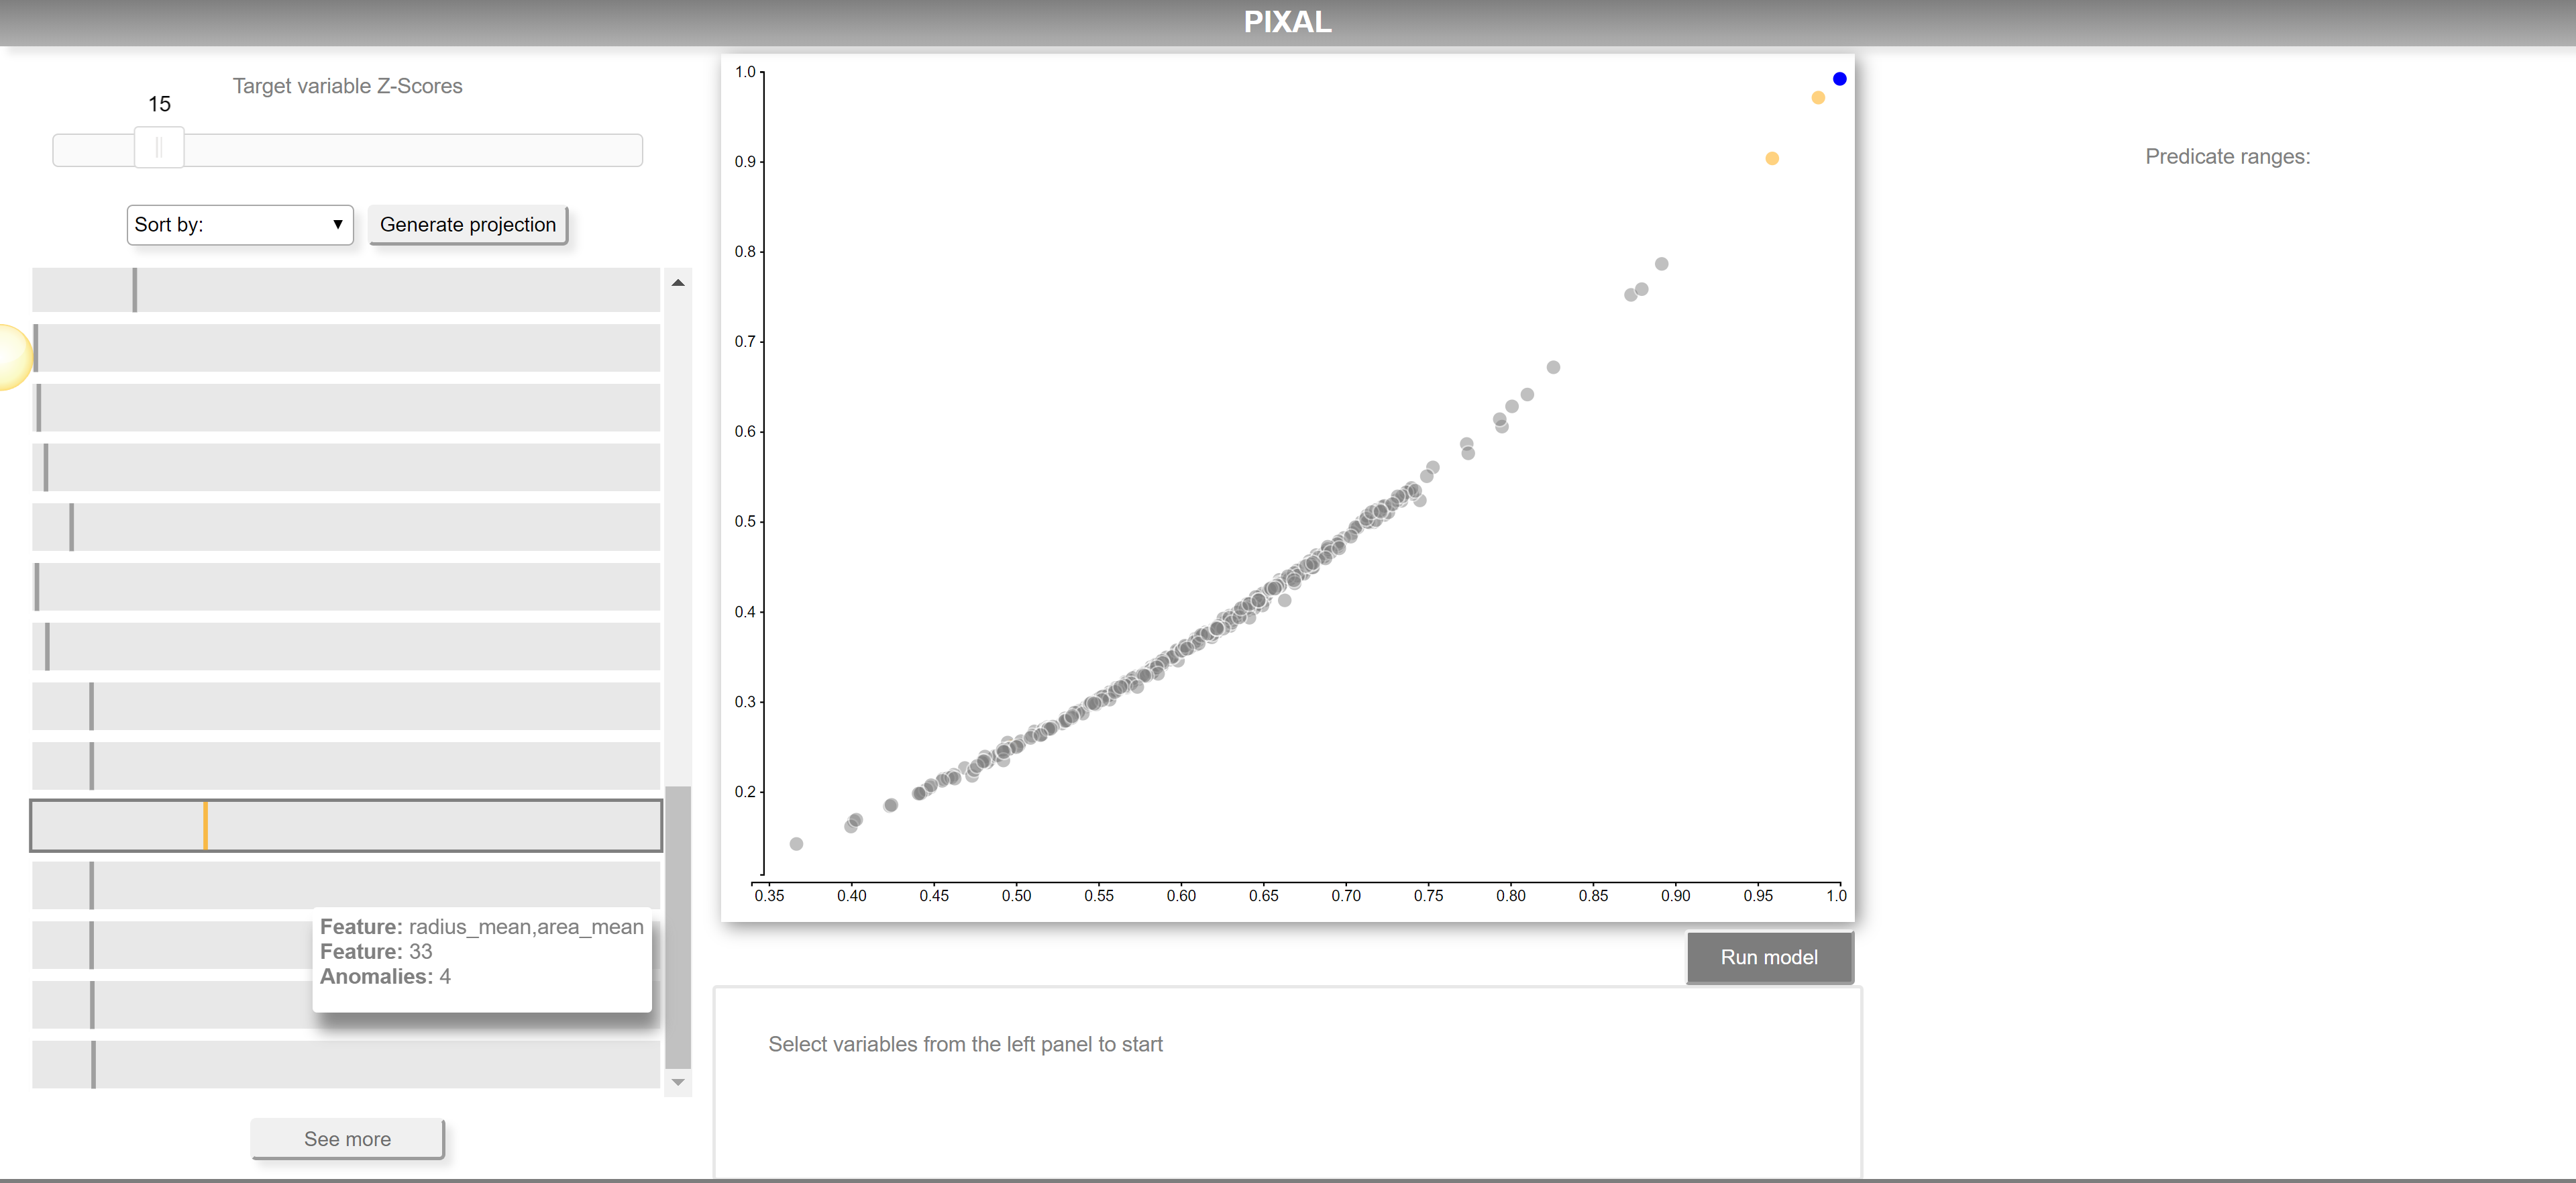 PIXAL
Target variable Z-Scores
15
Sort by:
Generate projection
Feature: radius_mean,area_mean
Feature: 33
Anomalies: 4
See more
1.0
0.9
0.8
0.7
0.6
0.5
0.4
0.3
0.2
0.35 0.40 0.45 0.50 0.55 0.60 0.65 0.70 0.75 0.80 0.85 0.90 0.95 1.0
Run model
Select variables from the left panel to start
Predicate ranges: